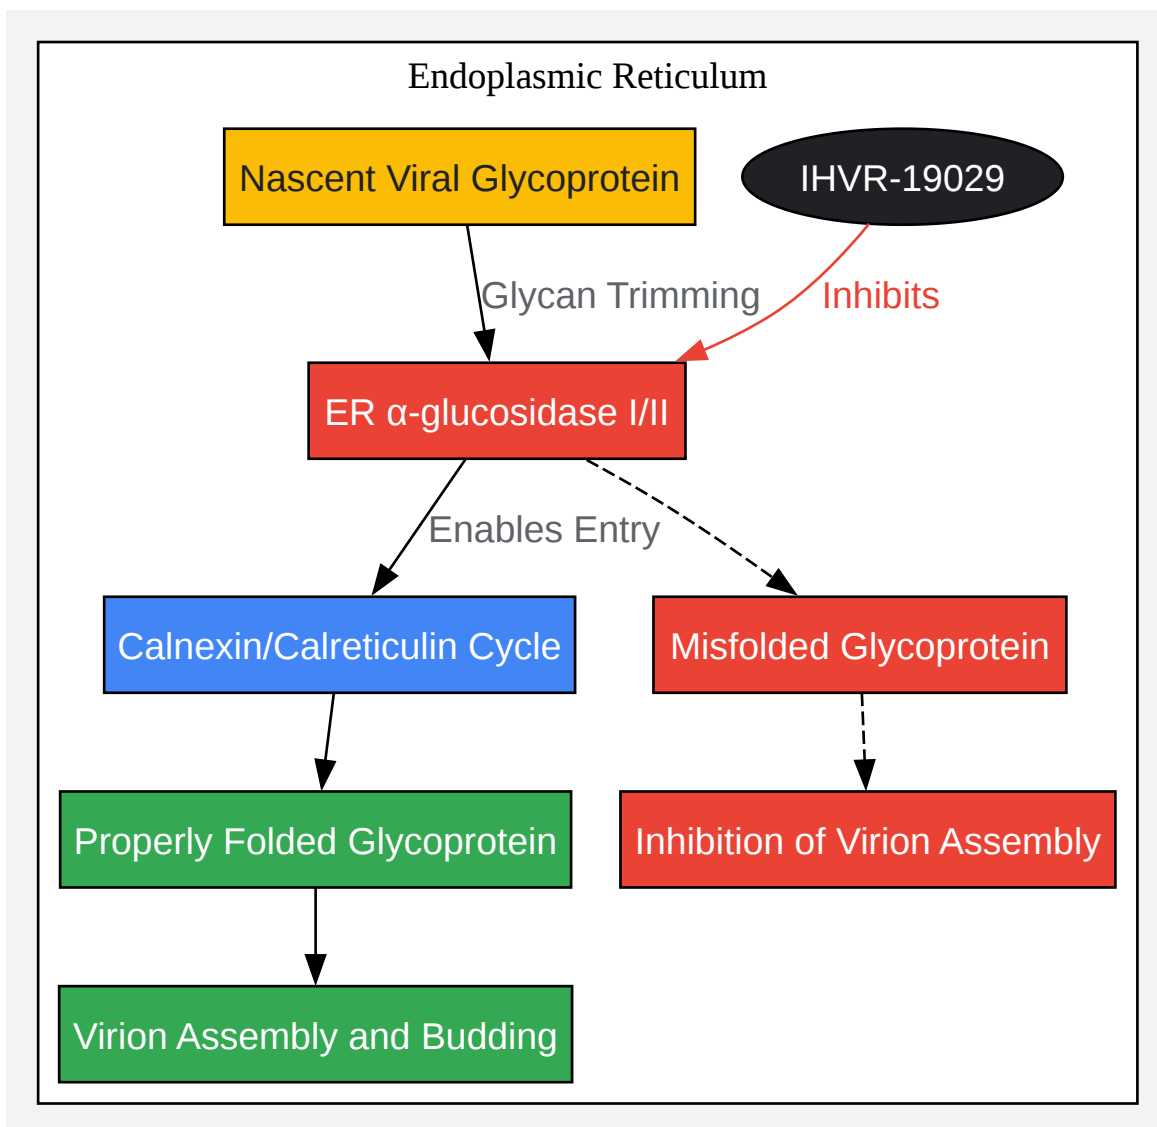 Endoplasmic Reticulum
Nascent Viral Glycoprotein
IHVR-19029
Glycan Trimming
Inhibits
ER α-glucosidase I/II
Enables Entry
Calnexin/Calreticulin Cycle
Misfolded Glycoprotein
Properly Folded Glycoprotein
Inhibition of Virion Assembly
Virion Assembly and Budding